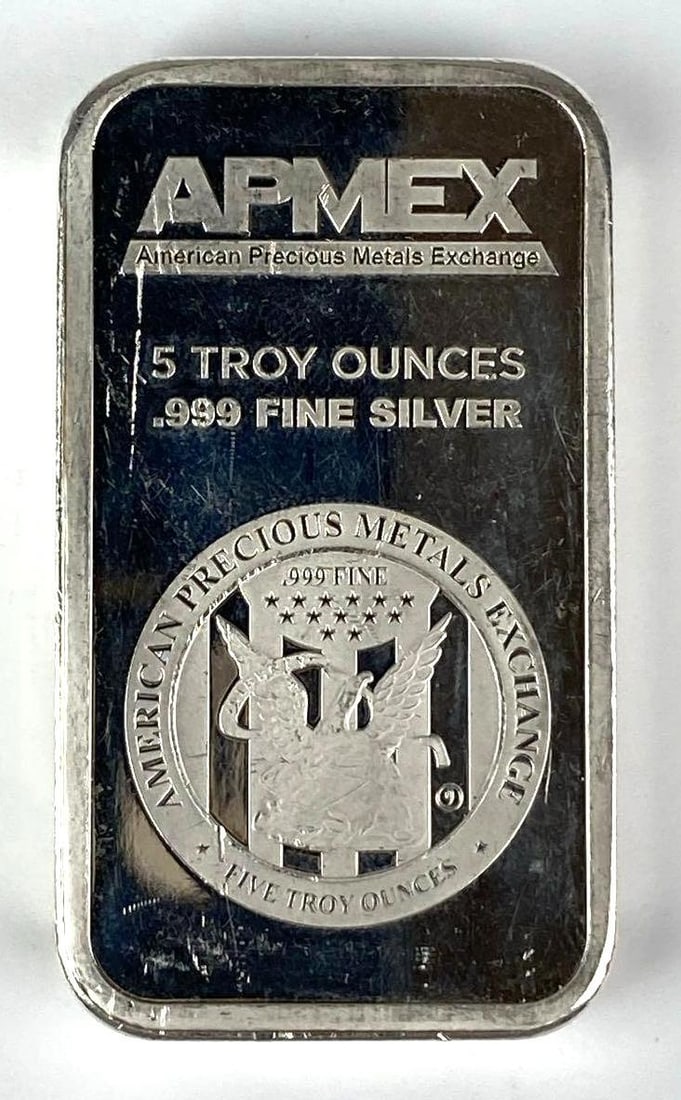 APMEX
American Precious Metals Exchange
5 TROY OUNCES
.999 FINE SILVER
AMERICAN PRECIOUS METALS EXCHANGE
.999 FINE
★ FIVE TROY OUNCES ★